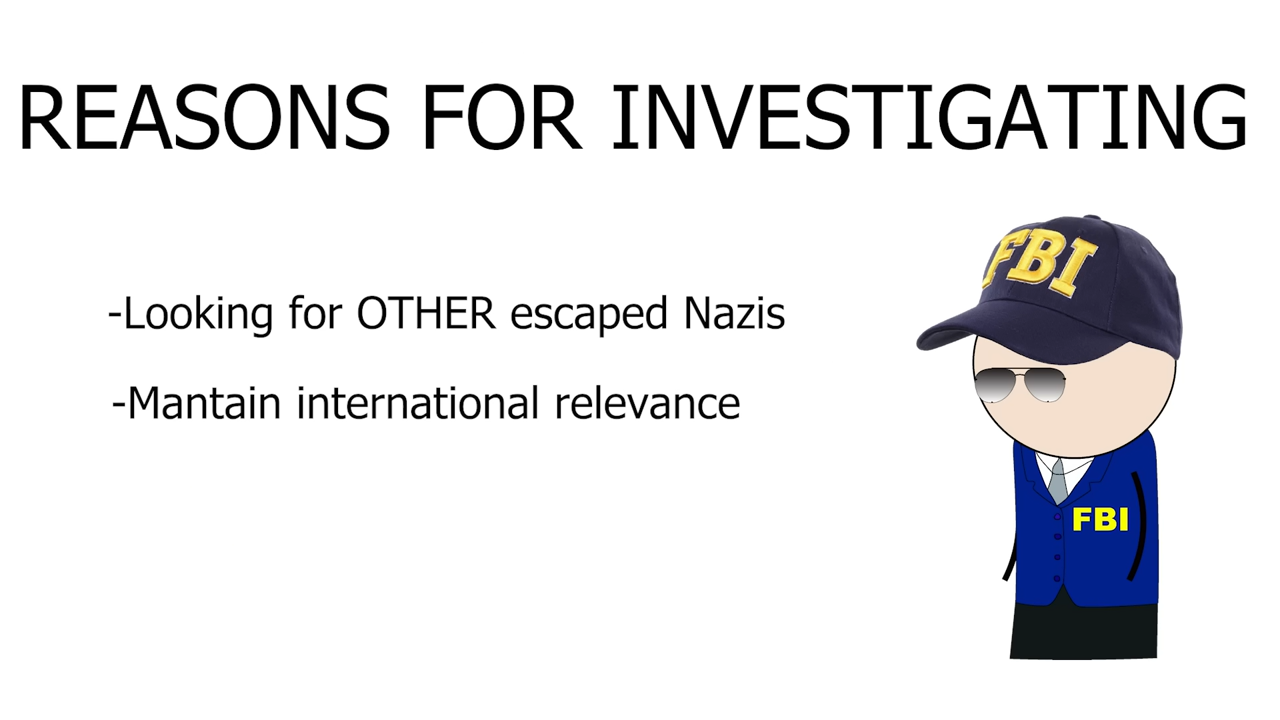 REASONS FOR INVESTIGATING
FBI
-Looking for OTHER escaped Nazis
-Mantain international relevance
FBI